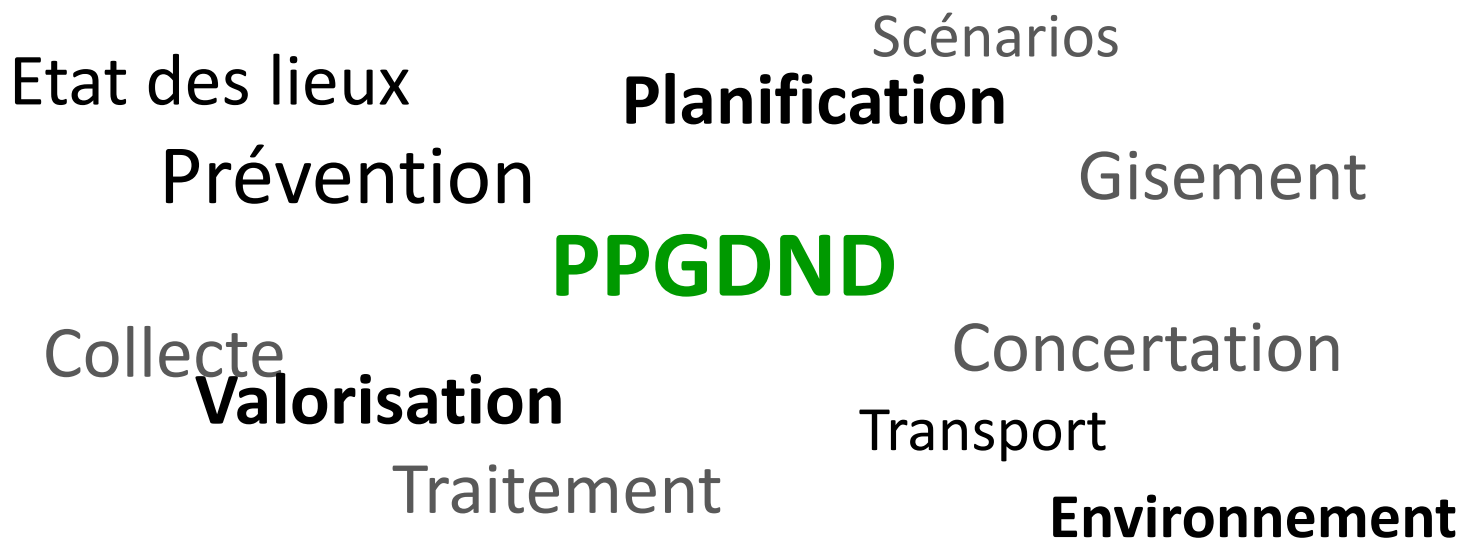 Scénarios
Etat des lieux
Planification
Prévention
Gisement
PPGDND
Collecte
Concertation
Valorisation
Transport
Traitement
Environnement